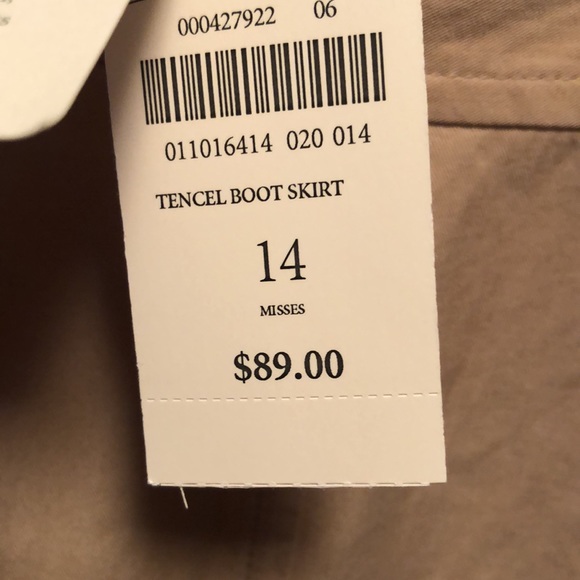 000427922 06
011016414 020 014
TENCEL BOOT SKIRT
14
MISSES
$89.00